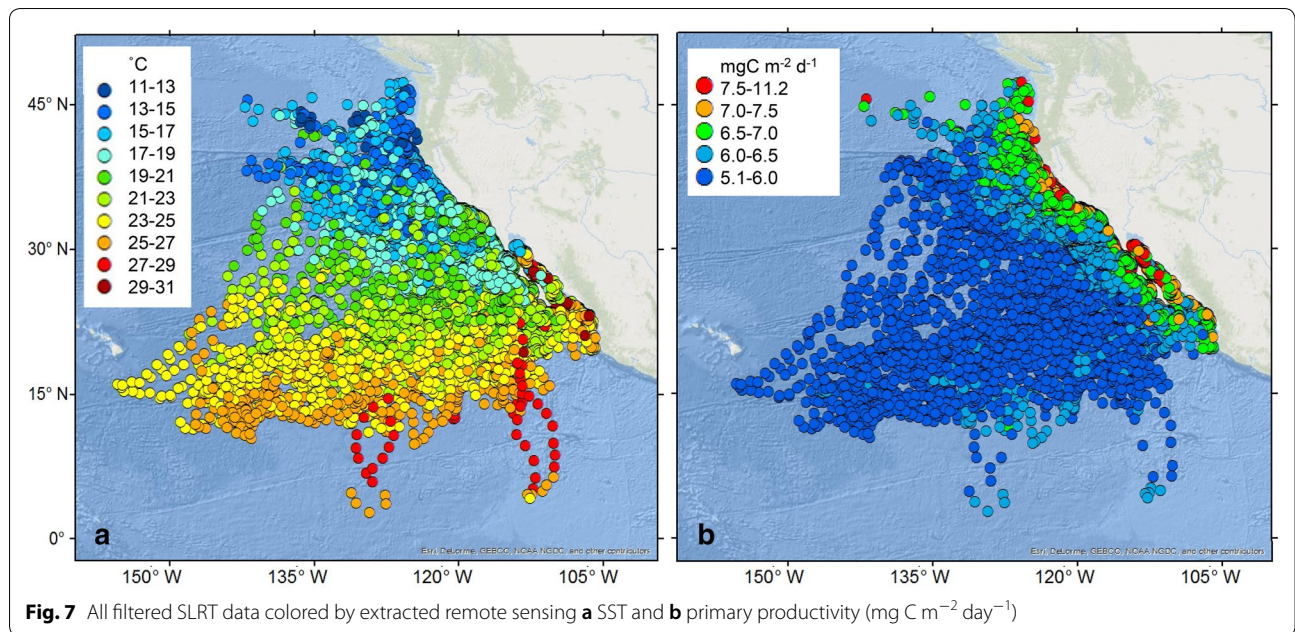 ˚C
11-13
13-15
15-17
17-19
19-21
21-23
23-25
25-27
27-29
29-31
45° N
30° N
15° N
0°
a
Esri, DeLorme, GEBCO, NOAA NGDC, and other contributors
150° W 135° W 120° W 105° W
mgC m⁻² d⁻¹
7.5-11.2
7.0-7.5
6.5-7.0
6.0-6.5
5.1-6.0
b
Esri, DeLorme, GEBCO, NOAA NGDC, and other contributors
150° W 135° W 120° W 105° W
Fig. 7 All filtered SLRT data colored by extracted remote sensing a SST and b primary productivity (mg C m⁻² day⁻¹)